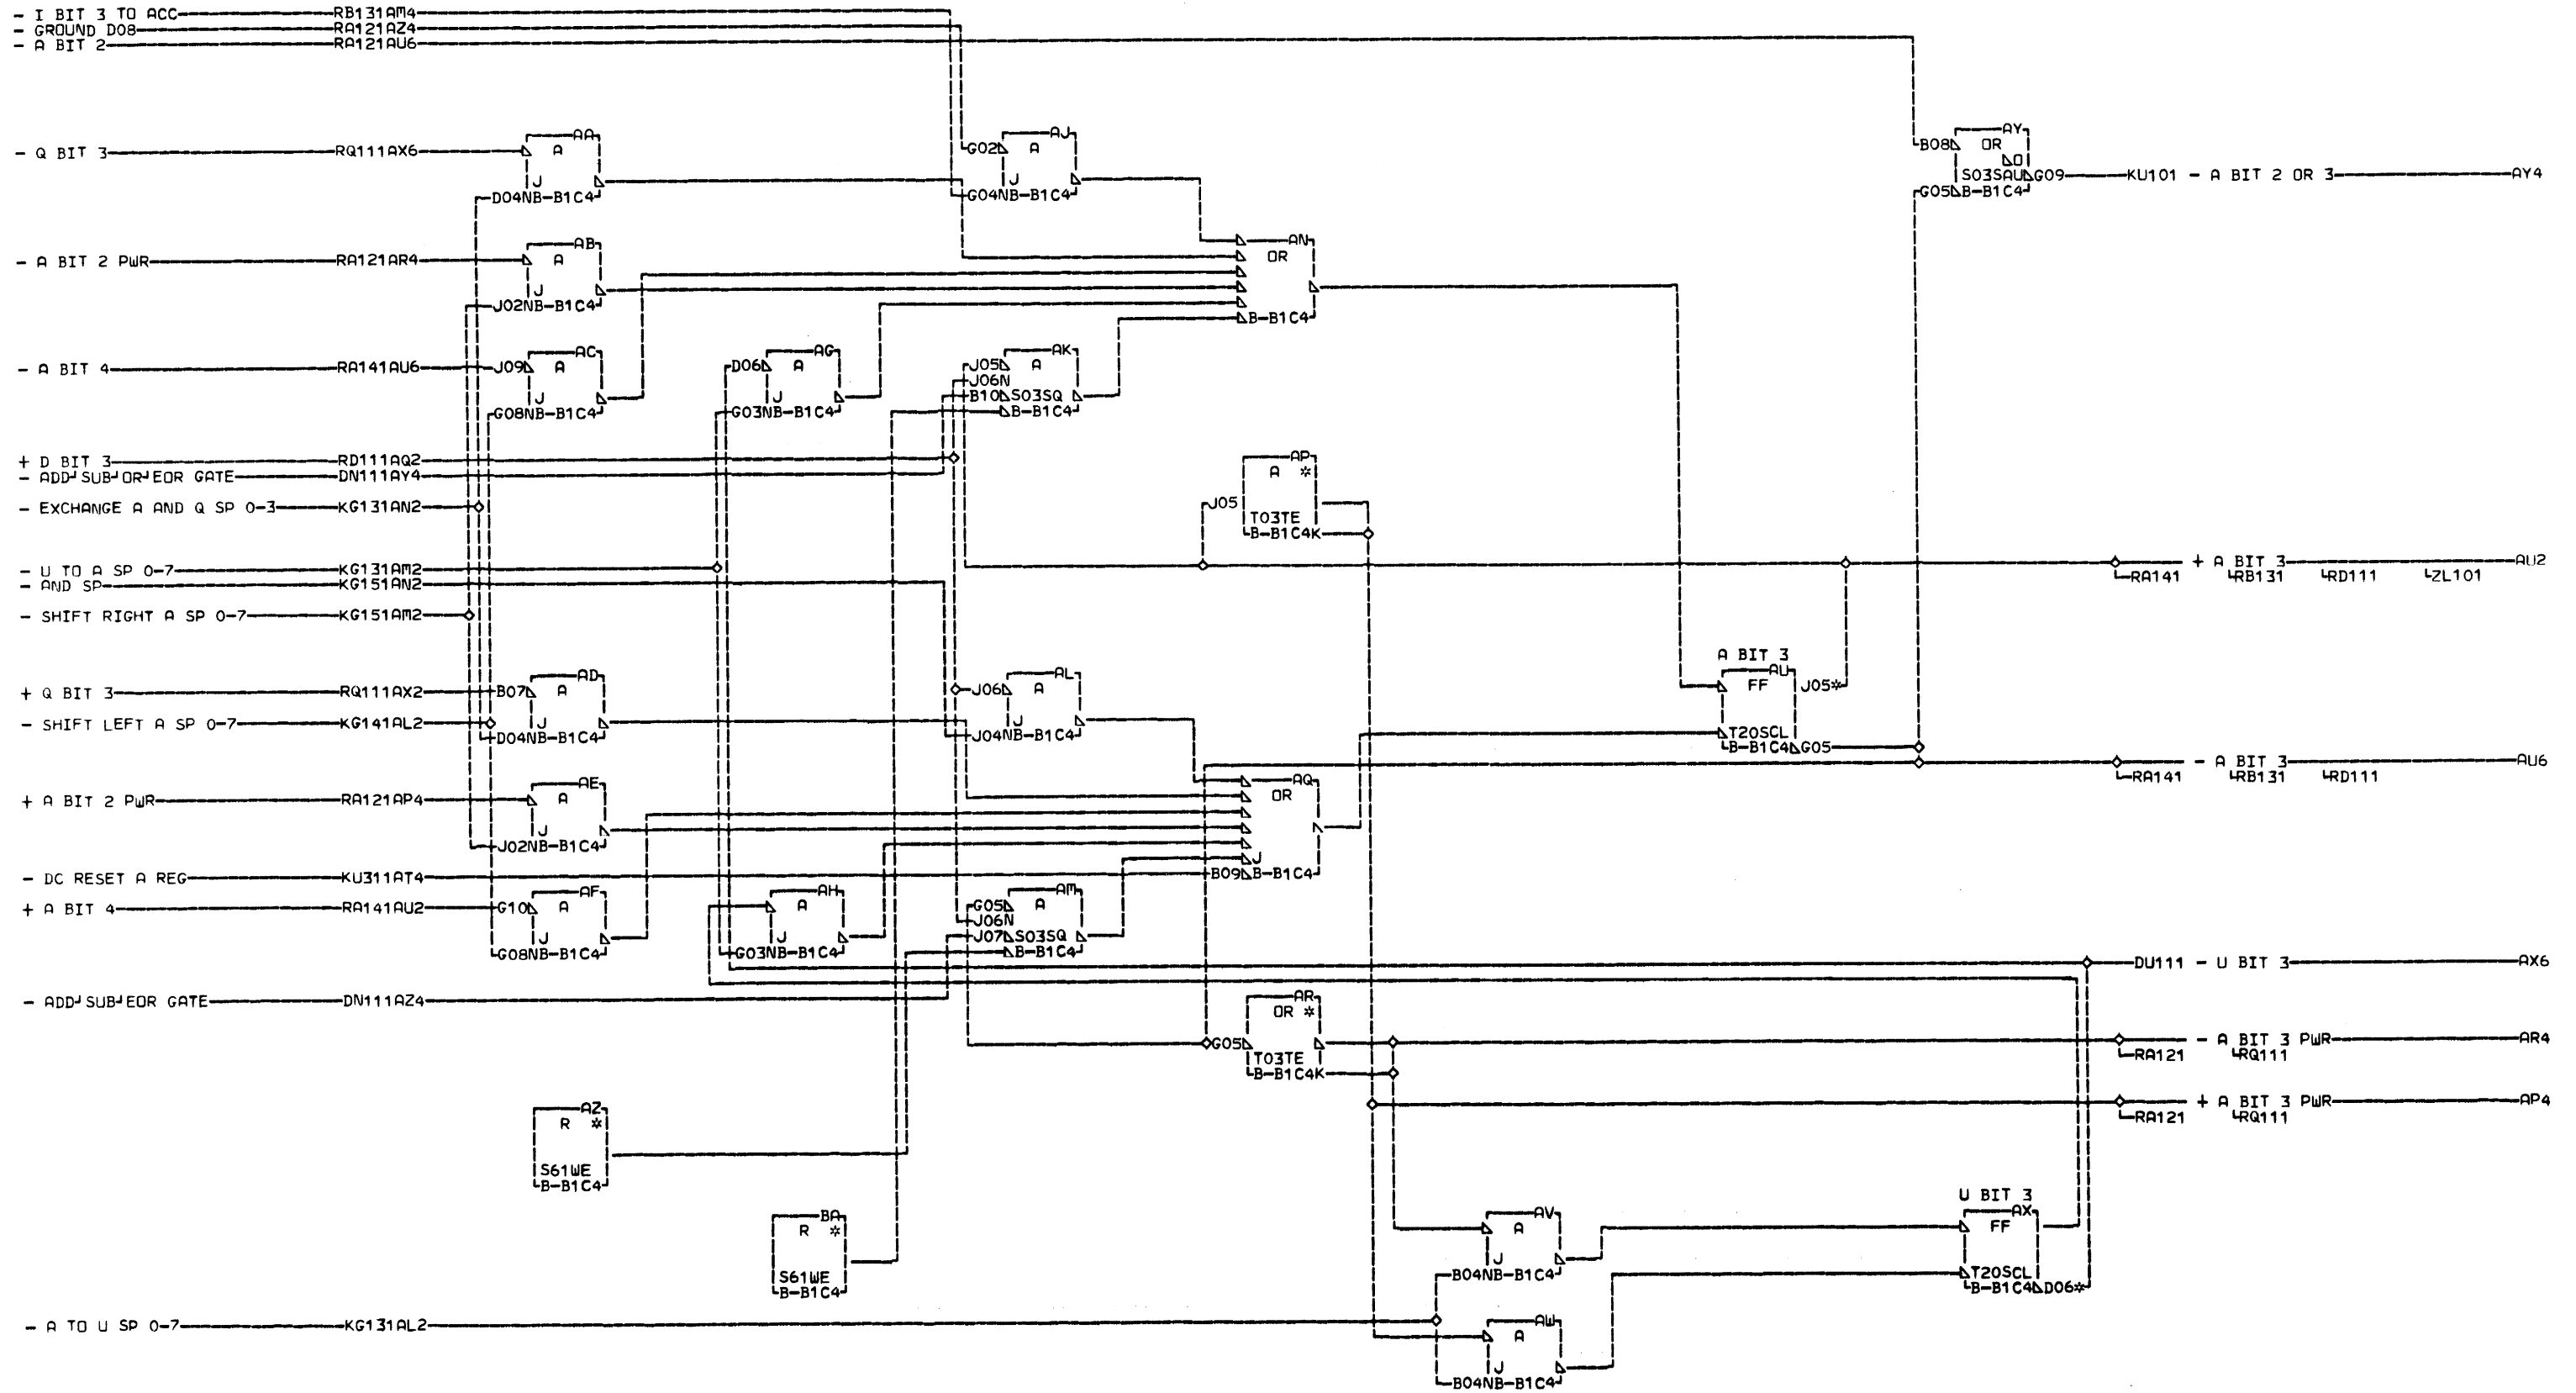 - I BIT 3 TO ACC RB131AM4
- GROUND D08 RA121AZ4
- A BIT 2 RA121AU6
AA AJ AY
- Q BIT 3 RQ111AX6 A G02 A B08 OR
O
J J S03SAU G09 KU101 - A BIT 2 OR 3 AY4
D04NB-B1C4 G04NB-B1C4 G05 B-B1C4
AB AN
- A BIT 2 PWR RA121AR4 A OR
J
J02NB-B1C4 B-B1C4
AC AG AK
- A BIT 4 RA141AU6 J09 A D06 A J05 A
J06N
J J B10 S03SQ
G08NB-B1C4 G03NB-B1C4 B-B1C4
+ D BIT 3 RD111AQ2 AP
- ADD SUB OR EOR GATE DN111AY4 A *
- EXCHANGE A AND Q SP 0-3 KG131AN2 J05
T03TE
B-B1C4K
- U TO A SP 0-7 KG131AM2 + A BIT 3 AU2
- AND SP KG151AN2 RA141 RB131 RD111 ZL101
- SHIFT RIGHT A SP 0-7 KG151AM2
A BIT 3
AD AL AU
+ Q BIT 3 RQ111AX2 B07 A J06 A FF J05*
- SHIFT LEFT A SP 0-7 KG141AL2 J J T20SCL
D04NB-B1C4 J04NB-B1C4 B-B1C4 G05
- A BIT 3 AU6
RA141 RB131 RD111
AE AQ
+ A BIT 2 PWR RA121AP4 A OR
J
J02NB-B1C4 J
- DC RESET A REG KU311AT4 B09 B-B1C4
AF AH AM
+ A BIT 4 RA141AU2 G10 A A G05 A
J06N
J J J07 S03SQ
G08NB-B1C4 G03NB-B1C4 B-B1C4
DU111 - U BIT 3 AX6
- ADD SUB EOR GATE DN111AZ4 AR
OR *
G05 - A BIT 3 PWR AR4
T03TE RA121 RQ111
B-B1C4K
+ A BIT 3 PWR AP4
RA121 RQ111
AZ
R *
S61WE
B-B1C4
U BIT 3
BA AV AX
R * A FF
S61WE J T20SCL
B-B1C4 B04NB-B1C4 B-B1C4 D06*
- A TO U SP 0-7 KG131AL2 AW
A
J
B04NB-B1C4